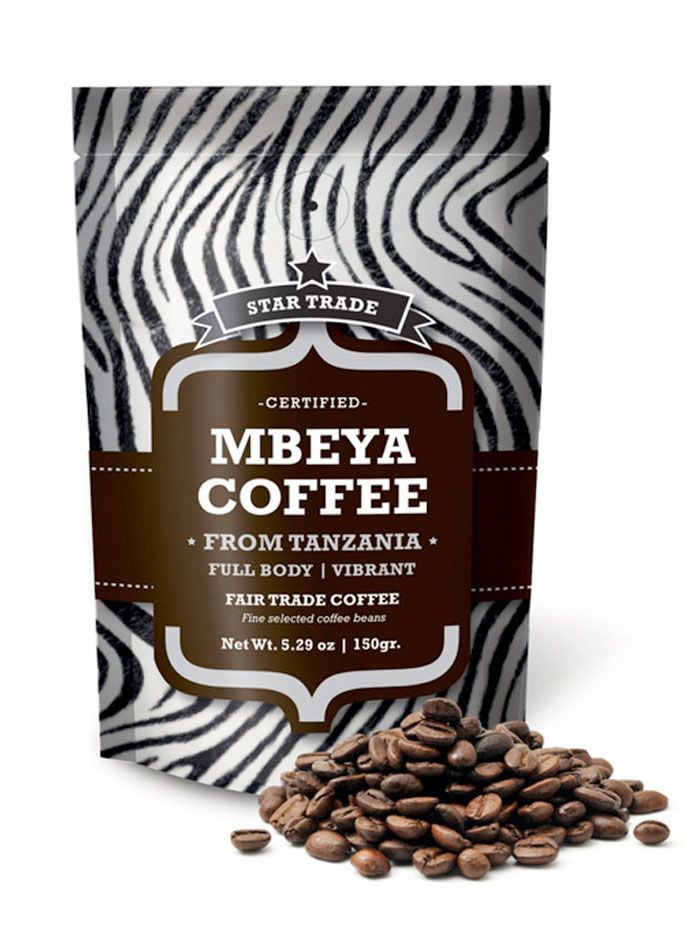 STAR TRADE
-CERTIFIED-
MBEYA
COFFEE
★ FROM TANZANIA ★
FULL BODY | VIBRANT
FAIR TRADE COFFEE
Fine selected coffee beans
Net Wt. 5.29 oz | 150gr.